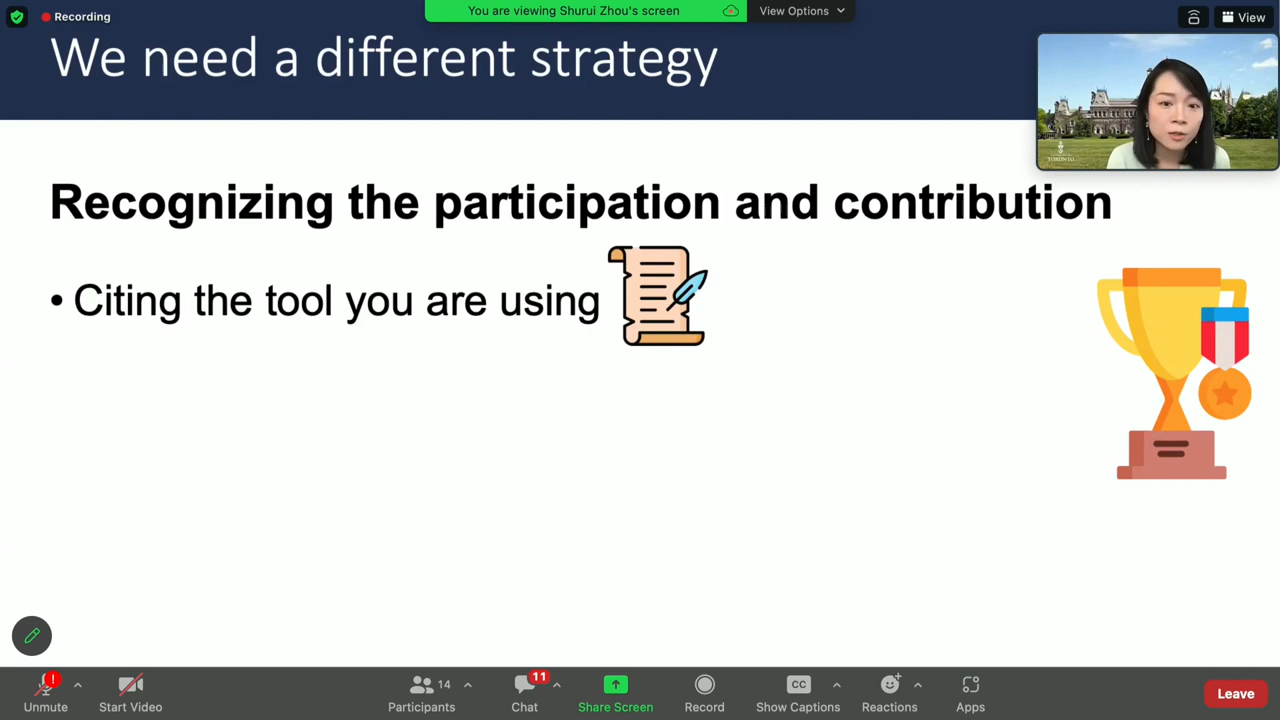 Recording
You are viewing Shurui Zhou's screen
View Options
View
We need a different strategy
TORONTO
Recognizing the participation and contribution
• Citing the tool you are using
!
14
11
CC
Unmute
Start Video
Participants
Chat
Share Screen
Record
Show Captions
Reactions
Apps
Leave